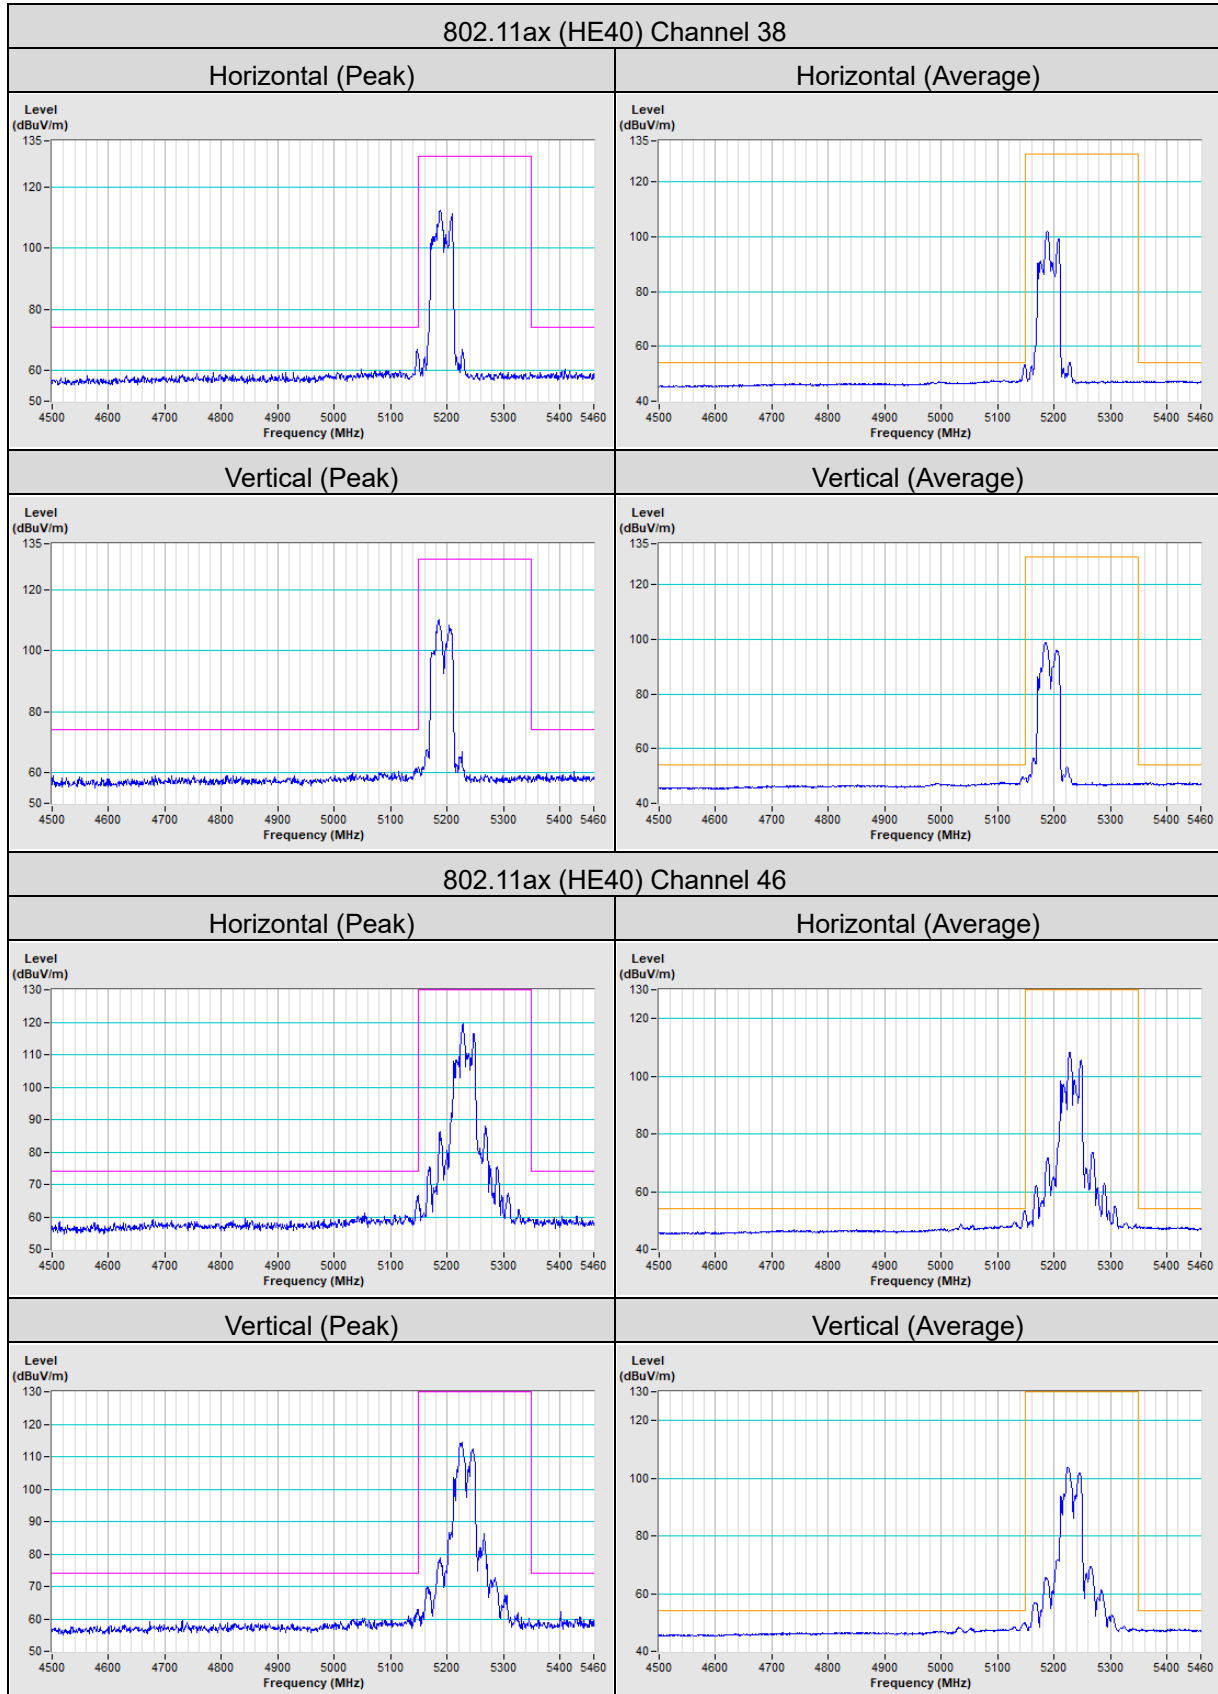 802.11ax (HE40) Channel 38
Horizontal (Peak)
Horizontal (Average)
Level
(dBuV/m)
135
120
100
80
60
50
4500 4600 4700 4800 4900 5000 5100 5200 5300 5400 5460
Frequency (MHz)
Level
(dBuV/m)
135
120
100
80
60
40
4500 4600 4700 4800 4900 5000 5100 5200 5300 5400 5460
Frequency (MHz)
Vertical (Peak)
Vertical (Average)
Level
(dBuV/m)
135
120
100
80
60
50
4500 4600 4700 4800 4900 5000 5100 5200 5300 5400 5460
Frequency (MHz)
Level
(dBuV/m)
135
120
100
80
60
40
4500 4600 4700 4800 4900 5000 5100 5200 5300 5400 5460
Frequency (MHz)
802.11ax (HE40) Channel 46
Horizontal (Peak)
Horizontal (Average)
Level
(dBuV/m)
130
120
110
100
90
80
70
60
50
4500 4600 4700 4800 4900 5000 5100 5200 5300 5400 5460
Frequency (MHz)
Level
(dBuV/m)
130
120
100
80
60
40
4500 4600 4700 4800 4900 5000 5100 5200 5300 5400 5460
Frequency (MHz)
Vertical (Peak)
Vertical (Average)
Level
(dBuV/m)
130
120
110
100
90
80
70
60
50
4500 4600 4700 4800 4900 5000 5100 5200 5300 5400 5460
Frequency (MHz)
Level
(dBuV/m)
130
120
100
80
60
40
4500 4600 4700 4800 4900 5000 5100 5200 5300 5400 5460
Frequency (MHz)